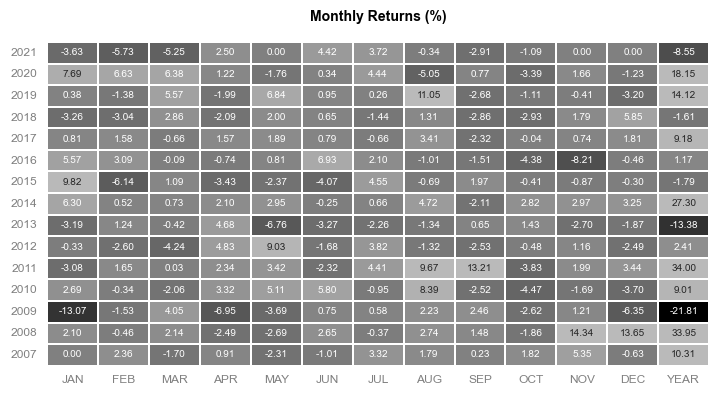 Monthly Returns (%)
2021 -3.63 -5.73 -5.25 2.50 0.00 4.42 3.72 -0.34 -2.91 -1.09 0.00 0.00 -8.55
2020 7.69 6.63 6.38 1.22 -1.76 0.34 4.44 -5.05 0.77 -3.39 1.66 -1.23 18.15
2019 0.38 -1.38 5.57 -1.99 6.84 0.95 0.26 11.05 -2.68 -1.11 -0.41 -3.20 14.12
2018 -3.26 -3.04 2.86 -2.09 2.00 0.65 -1.44 1.31 -2.86 -2.93 1.79 5.85 -1.61
2017 0.81 1.58 -0.66 1.57 1.89 0.79 -0.66 3.41 -2.32 -0.04 0.74 1.81 9.18
2016 5.57 3.09 -0.09 -0.74 0.81 6.93 2.10 -1.01 -1.51 -4.38 -8.21 -0.46 1.17
2015 9.82 -6.14 1.09 -3.43 -2.37 -4.07 4.55 -0.69 1.97 -0.41 -0.87 -0.30 -1.79
2014 6.30 0.52 0.73 2.10 2.95 -0.25 0.66 4.72 -2.11 2.82 2.97 3.25 27.30
2013 -3.19 1.24 -0.42 4.68 -6.76 -3.27 -2.26 -1.34 0.65 1.43 -2.70 -1.87 -13.38
2012 -0.33 -2.60 -4.24 4.83 9.03 -1.68 3.82 -1.32 -2.53 -0.48 1.16 -2.49 2.41
2011 -3.08 1.65 0.03 2.34 3.42 -2.32 4.41 9.67 13.21 -3.83 1.99 3.44 34.00
2010 2.69 -0.34 -2.06 3.32 5.11 5.80 -0.95 8.39 -2.52 -4.47 -1.69 -3.70 9.01
2009 -13.07 -1.53 4.05 -6.95 -3.69 0.75 0.58 2.23 2.46 -2.62 1.21 -6.35 -21.81
2008 2.10 -0.46 2.14 -2.49 -2.69 2.65 -0.37 2.74 1.48 -1.86 14.34 13.65 33.95
2007 0.00 2.36 -1.70 0.91 -2.31 -1.01 3.32 1.79 0.23 1.82 5.35 -0.63 10.31
JAN FEB MAR APR MAY JUN JUL AUG SEP OCT NOV DEC YEAR